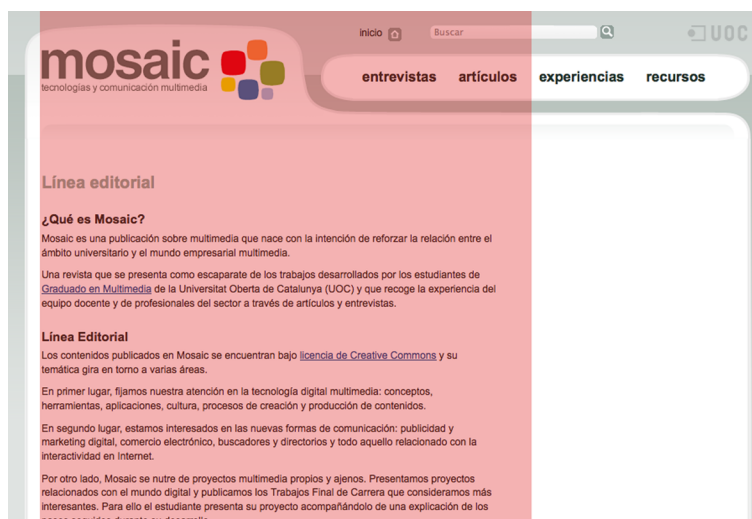 inicio
Buscar
UOC
mosaic
tecnologías y comunicación multimedia
entrevistas artículos experiencias recursos
Línea editorial
¿Qué es Mosaic?
Mosaic es una publicación sobre multimedia que nace con la intención de reforzar la relación entre el
ámbito universitario y el mundo empresarial multimedia.
Una revista que se presenta como escaparate de los trabajos desarrollados por los estudiantes de
Graduado en Multimedia de la Universitat Oberta de Catalunya (UOC) y que recoge la experiencia del
equipo docente y de profesionales del sector a través de artículos y entrevistas.
Línea Editorial
Los contenidos publicados en Mosaic se encuentran bajo licencia de Creative Commons y su
temática gira en torno a varias áreas.
En primer lugar, fijamos nuestra atención en la tecnología digital multimedia: conceptos,
herramientas, aplicaciones, cultura, procesos de creación y producción de contenidos.
En segundo lugar, estamos interesados en las nuevas formas de comunicación: publicidad y
marketing digital, comercio electrónico, buscadores y directorios y todo aquello relacionado con la
interactividad en Internet.
Por otro lado, Mosaic se nutre de proyectos multimedia propios y ajenos. Presentamos proyectos
relacionados con el mundo digital y publicamos los Trabajos Final de Carrera que consideramos más
interesantes. Para ello el estudiante presenta su proyecto acompañándolo de una explicación de los